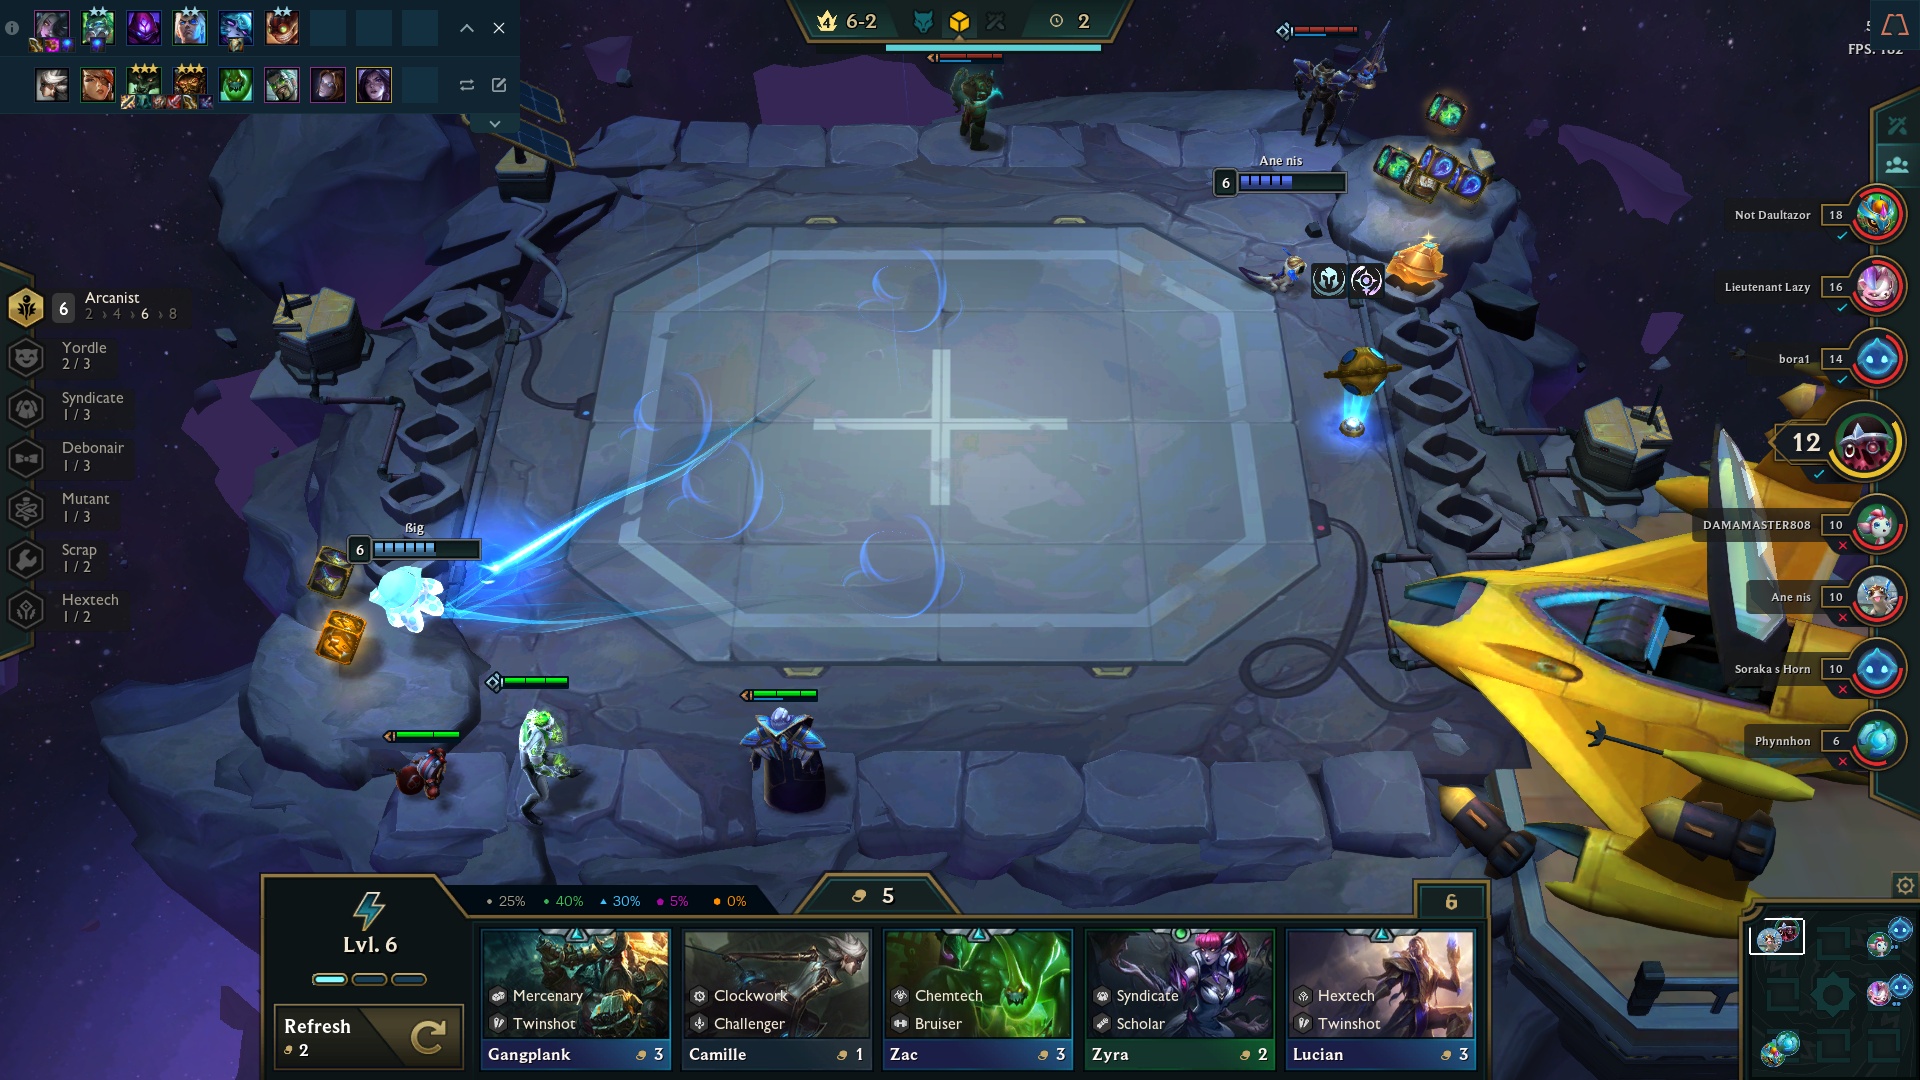 4 6-2
2
FPS: 182
Ane nis
6
Not Daultazor 18
Lieutenant Lazy 16
bora1 14
12
DAMAMASTER808 10
Ane nis 10
Soraka s Horn 10
Phynnhon 6
6 Arcanist
2 › 4 › 6 › 8
Yordle
2 / 3
Syndicate
1 / 3
Debonair
1 / 3
Mutant
1 / 3
Scrap
1 / 2
Hextech
1 / 2
ßig
6
25% 40% 30% 5% 0%
5
6
Lvl. 6
Refresh
2
Mercenary
Twinshot
Gangplank 3
Clockwork
Challenger
Camille 1
Chemtech
Bruiser
Zac 3
Syndicate
Scholar
Zyra 2
Hextech
Twinshot
Lucian 3